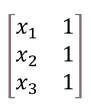 x₁ 1
x₂ 1
x₃ 1